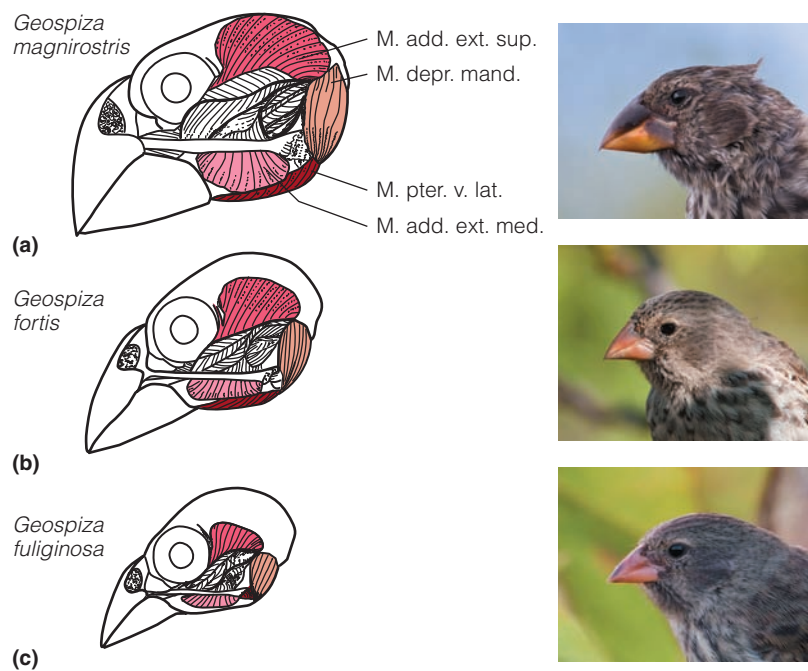 Geospiza
magnirostris
M. add. ext. sup.
M. depr. mand.
M. pter. v. lat.
M. add. ext. med.
(a)
Geospiza
fortis
(b)
Geospiza
fuliginosa
(c)